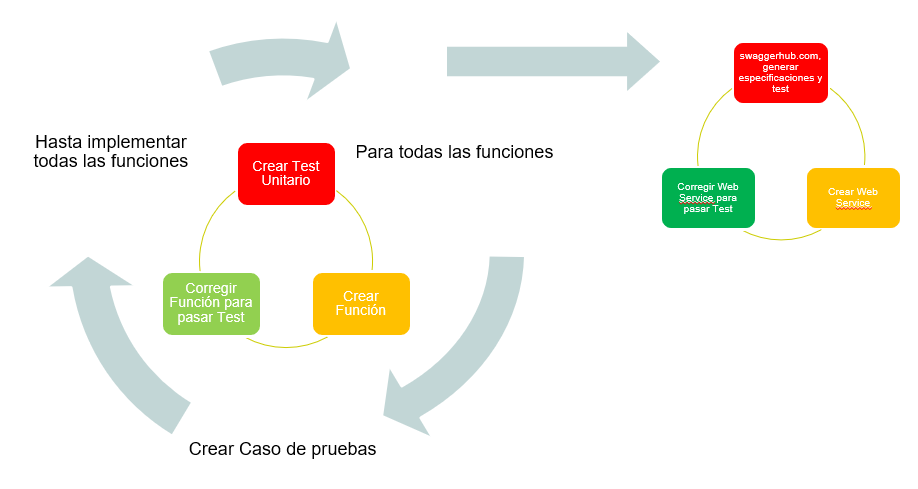 Hasta implementar
todas las funciones
Crear Test
Unitario
Para todas las funciones
Corregir
Función para
pasar Test
Crear
Función
Crear Caso de pruebas
swaggerhub.com,
generar
especificaciones y
test
Corregir Web
Service para
pasar Test
Crear Web
Service